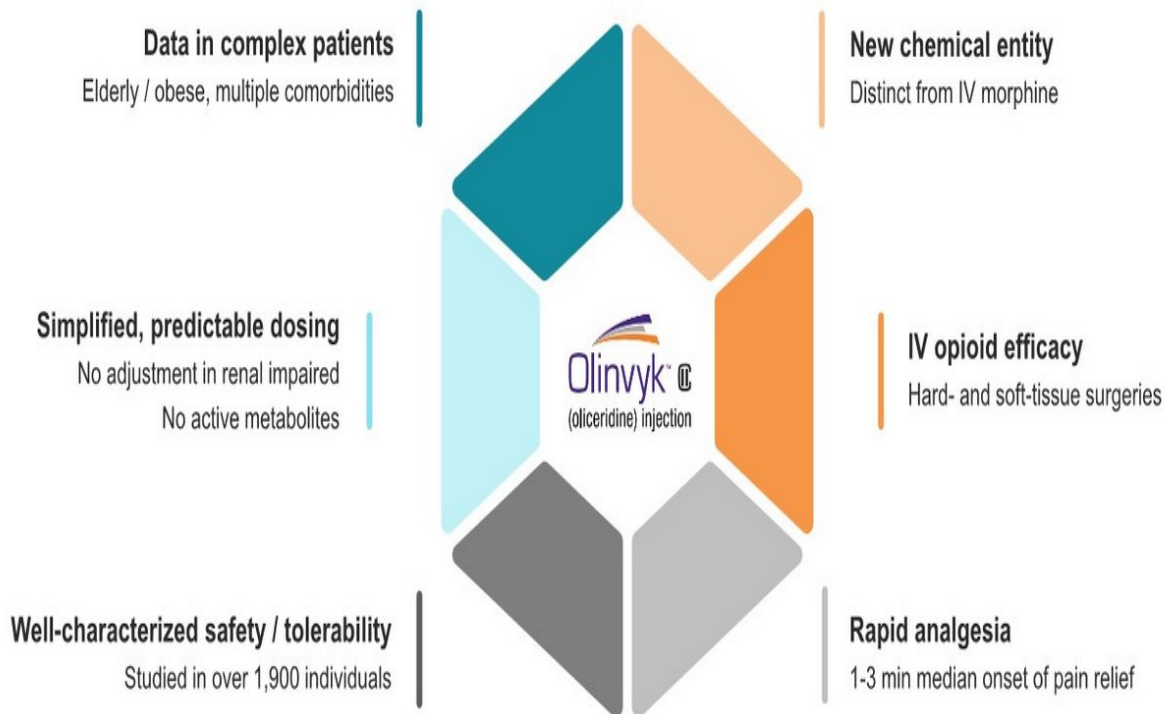 Data in complex patients
Elderly / obese, multiple comorbidities
New chemical entity
Distinct from IV morphine
Simplified, predictable dosing
No adjustment in renal impaired
No active metabolites
Olinvyk™ CII
(oliceridine) injection
IV opioid efficacy
Hard- and soft-tissue surgeries
Well-characterized safety / tolerability
Studied in over 1,900 individuals
Rapid analgesia
1-3 min median onset of pain relief